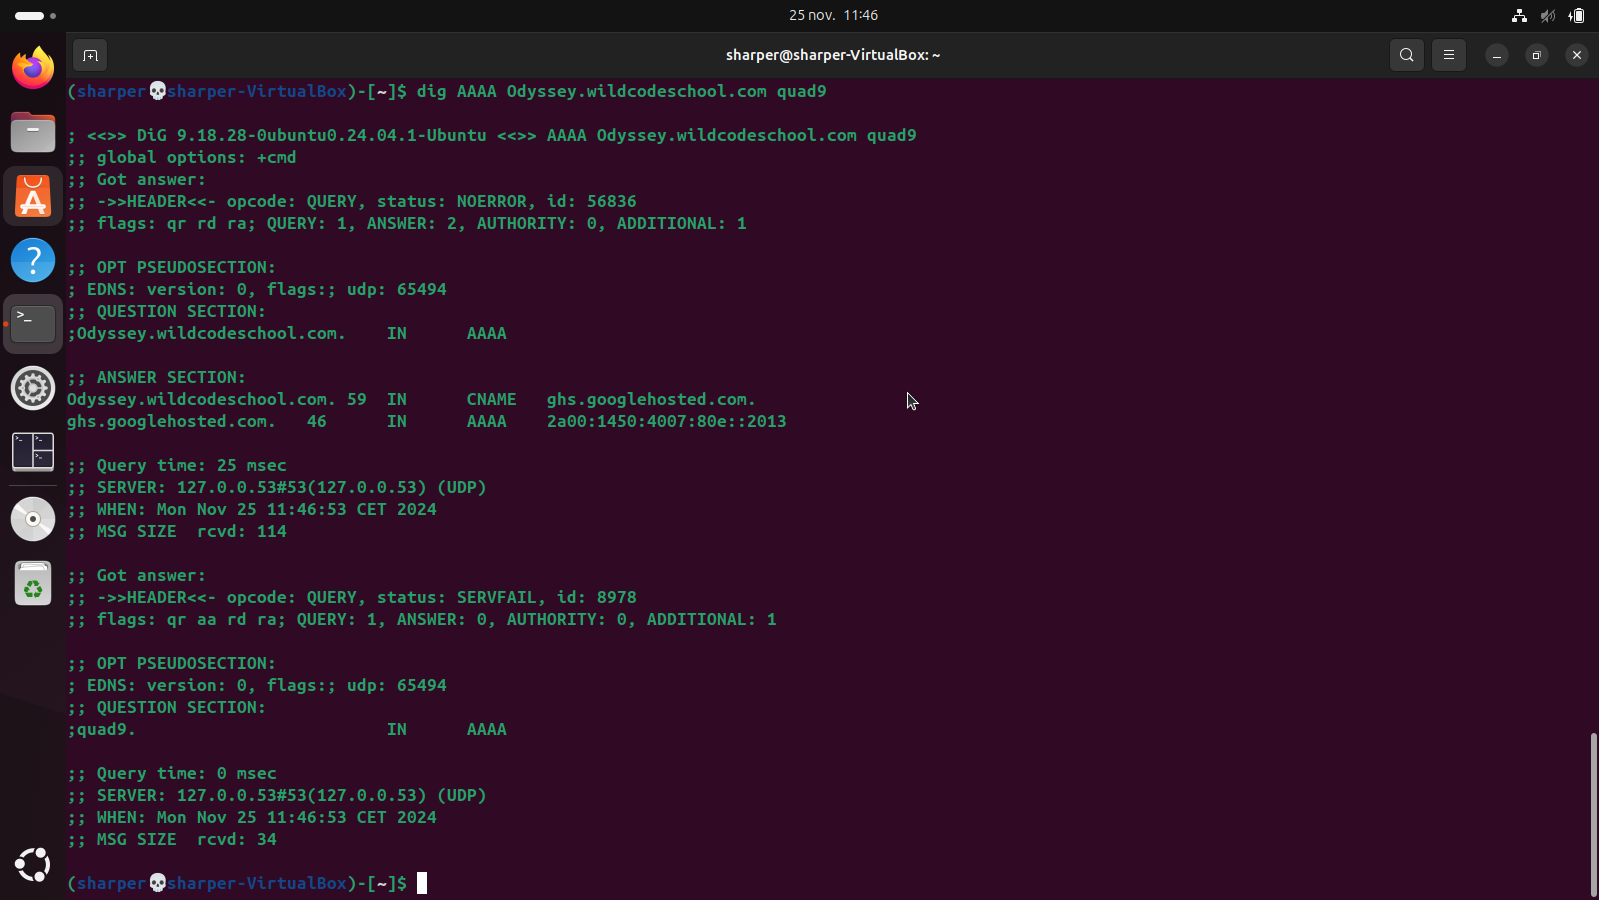 25 nov. 11:46
sharper@sharper-VirtualBox: ~
(sharper💀sharper-VirtualBox)-[~]$ dig AAAA Odyssey.wildcodeschool.com quad9
; <<>> DiG 9.18.28-0ubuntu0.24.04.1-Ubuntu <<>> AAAA Odyssey.wildcodeschool.com quad9
;; global options: +cmd
;; Got answer:
;; ->>HEADER<<- opcode: QUERY, status: NOERROR, id: 56836
;; flags: qr rd ra; QUERY: 1, ANSWER: 2, AUTHORITY: 0, ADDITIONAL: 1
;; OPT PSEUDOSECTION:
; EDNS: version: 0, flags:; udp: 65494
;; QUESTION SECTION:
;Odyssey.wildcodeschool.com. IN AAAA
;; ANSWER SECTION:
Odyssey.wildcodeschool.com. 59 IN CNAME ghs.googlehosted.com.
ghs.googlehosted.com. 46 IN AAAA 2a00:1450:4007:80e::2013
;; Query time: 25 msec
;; SERVER: 127.0.0.53#53(127.0.0.53) (UDP)
;; WHEN: Mon Nov 25 11:46:53 CET 2024
;; MSG SIZE rcvd: 114
;; Got answer:
;; ->>HEADER<<- opcode: QUERY, status: SERVFAIL, id: 8978
;; flags: qr aa rd ra; QUERY: 1, ANSWER: 0, AUTHORITY: 0, ADDITIONAL: 1
;; OPT PSEUDOSECTION:
; EDNS: version: 0, flags:; udp: 65494
;; QUESTION SECTION:
;quad9. IN AAAA
;; Query time: 0 msec
;; SERVER: 127.0.0.53#53(127.0.0.53) (UDP)
;; WHEN: Mon Nov 25 11:46:53 CET 2024
;; MSG SIZE rcvd: 34
(sharper💀sharper-VirtualBox)-[~]$